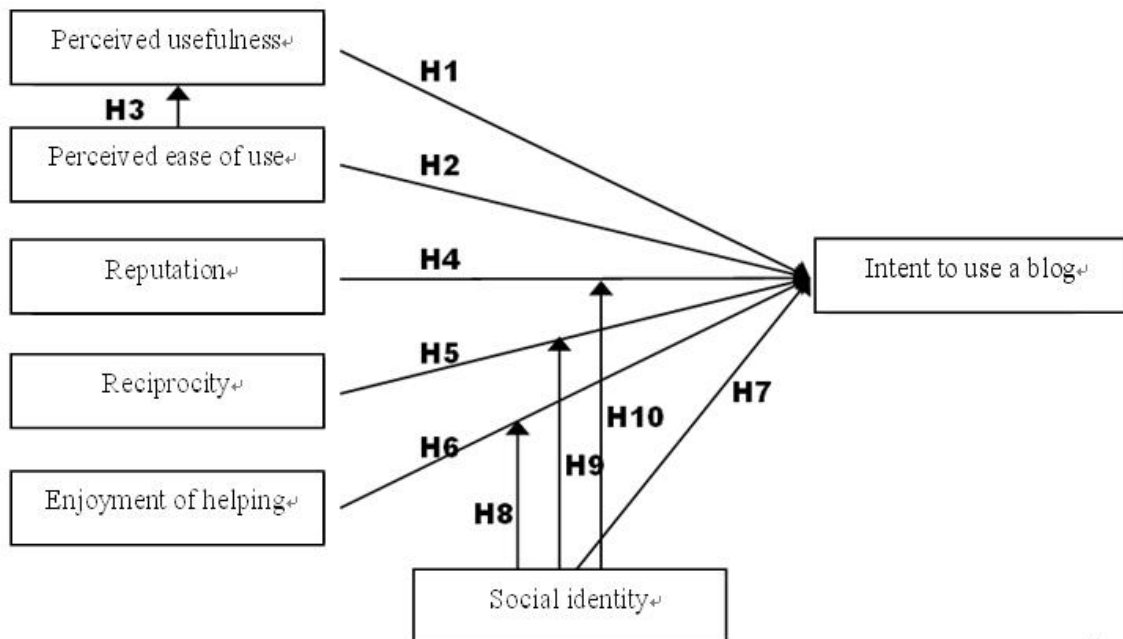 Perceived usefulness↵
H1
H3
Perceived ease of use↵
H2
Reputation↵
H4
Intent to use a blog↵
Reciprocity↵
H5
H7
H10
H6
H9
Enjoyment of helping↵
H8
Social identity↵